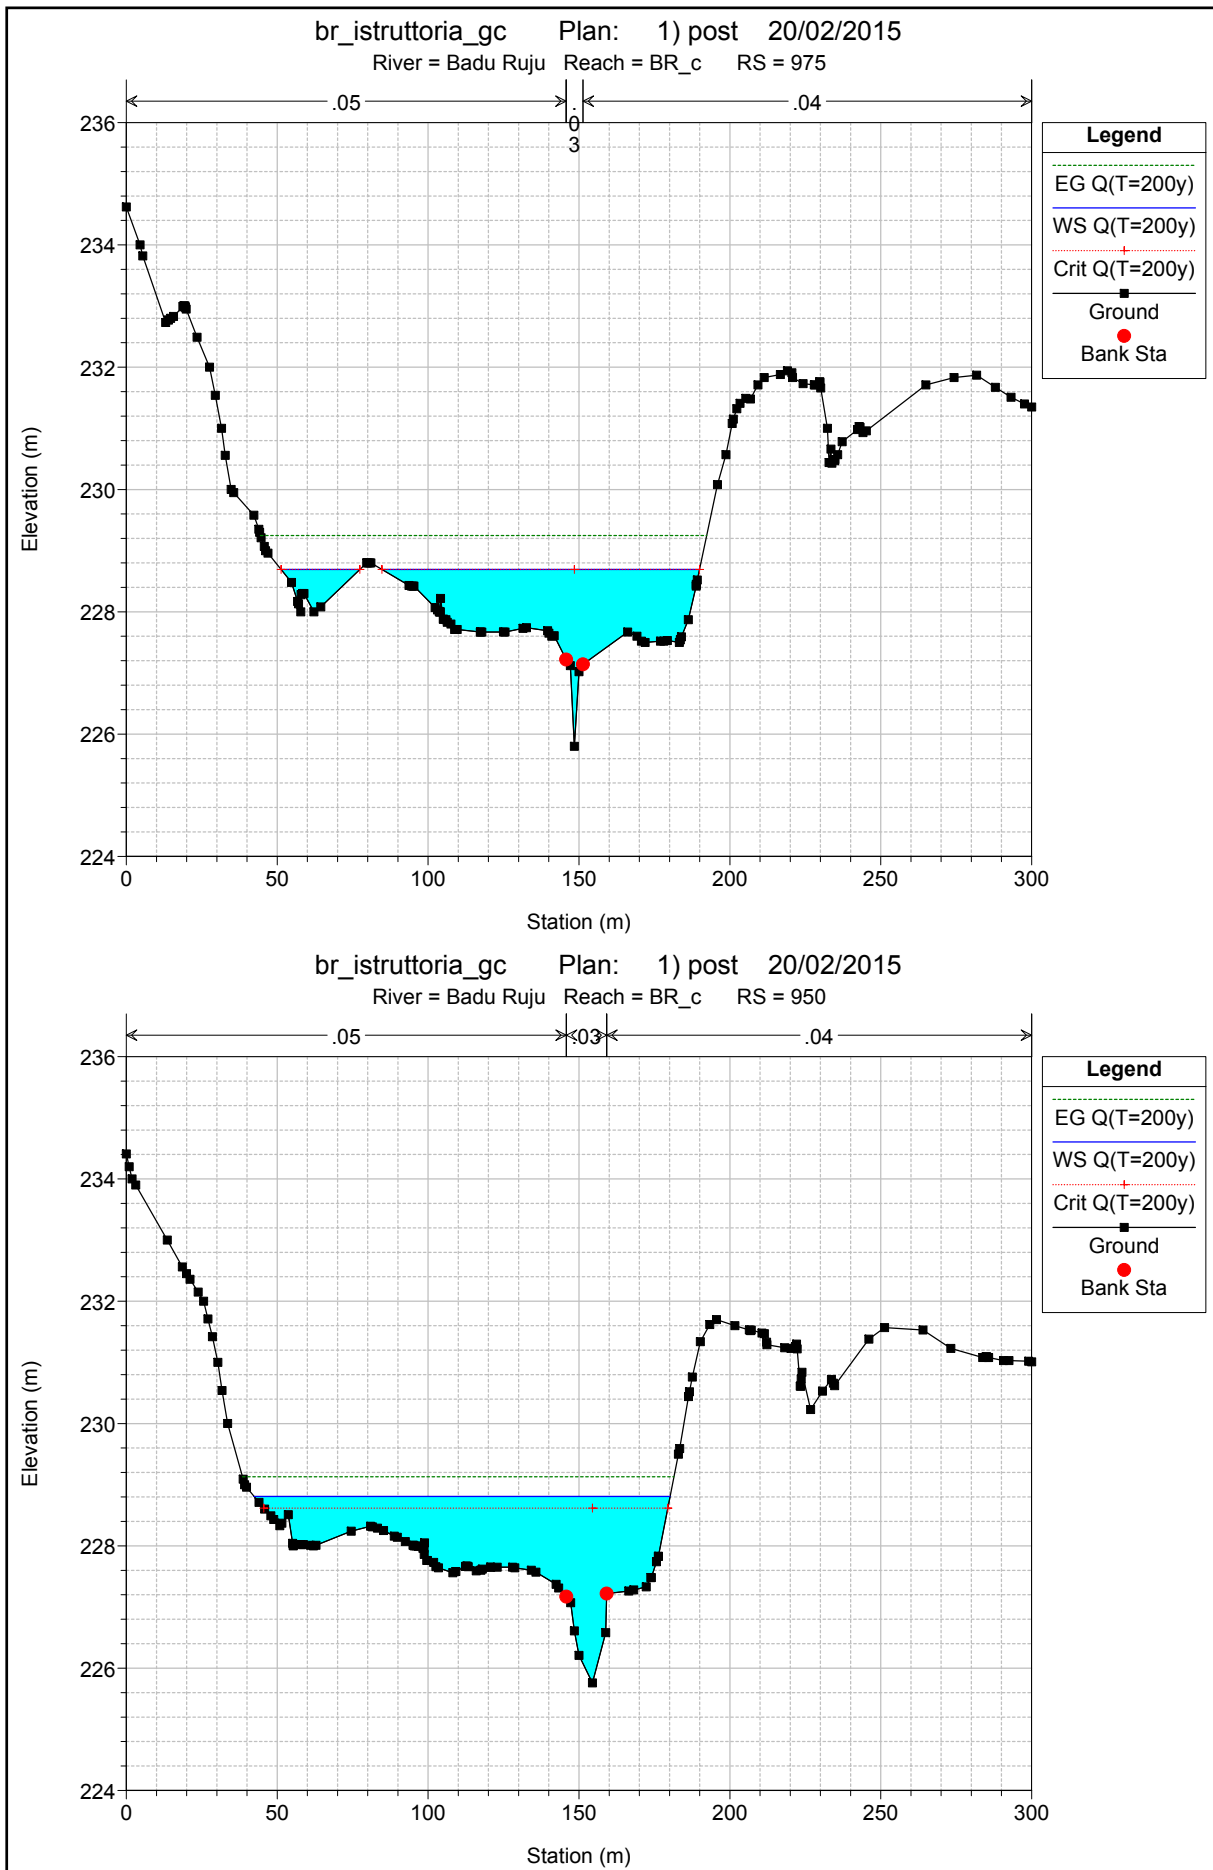 br_istruttoria_gc Plan: 1) post 20/02/2015
River = Badu Ruju Reach = BR_c RS = 975
.05 .03 .04
236
234
232
230
228
226
224
Elevation (m)
0 50 100 150 200 250 300
Station (m)
Legend
EG Q(T=200y)
WS Q(T=200y)
Crit Q(T=200y)
Ground
Bank Sta
br_istruttoria_gc Plan: 1) post 20/02/2015
River = Badu Ruju Reach = BR_c RS = 950
.05 .03 .04
236
234
232
230
228
226
224
Elevation (m)
0 50 100 150 200 250 300
Station (m)
Legend
EG Q(T=200y)
WS Q(T=200y)
Crit Q(T=200y)
Ground
Bank Sta